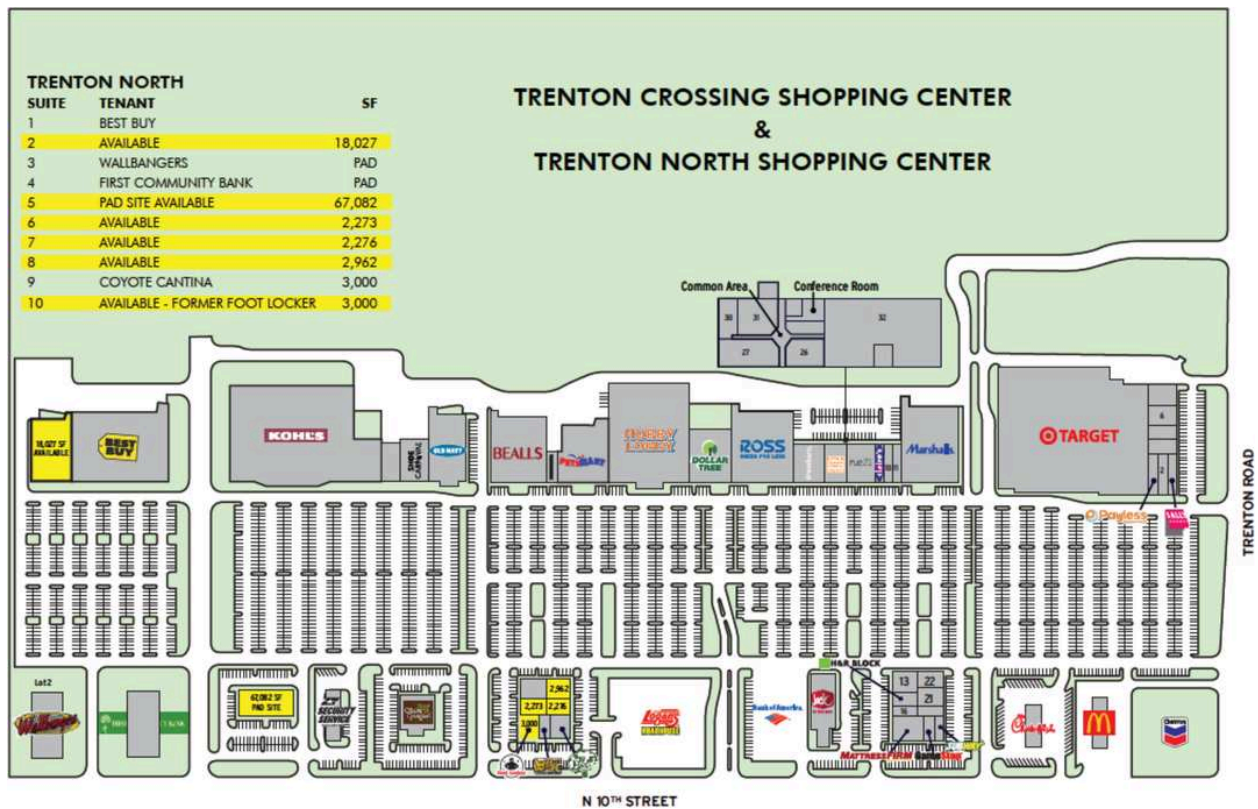 TRENTON NORTH
SUITE TENANT SF
1 BEST BUY
2 AVAILABLE 18,027
3 WALLBANGERS PAD
4 FIRST COMMUNITY BANK PAD
5 PAD SITE AVAILABLE 67,082
6 AVAILABLE 2,273
7 AVAILABLE 2,276
8 AVAILABLE 2,962
9 COYOTE CANTINA 3,000
10 AVAILABLE - FORMER FOOT LOCKER 3,000
TRENTON CROSSING SHOPPING CENTER
&
TRENTON NORTH SHOPPING CENTER
Common Area
Conference Room
30
31
32
27
26
18,027 SF
AVAILABLE
BEST
BUY
KOHL'S
SHOE
CARNIVAL
OLD NAVY
BEALLS
PETSMART
HOBBY
LOBBY
DOLLAR
TREE
ROSS
DRESS FOR LESS
rue21
claire's
Marshalls
TARGET
6
2
Payless
SALLY
TRENTON ROAD
Lot 2
67,082 SF
PAD SITE
SECURITY
SERVICE
2,962
2,273
2,276
3,000
LOGAN'S
ROADHOUSE
Bank of America
H&R BLOCK
13
22
21
16
MATTRESSFIRM
GameStop
N 10TH STREET